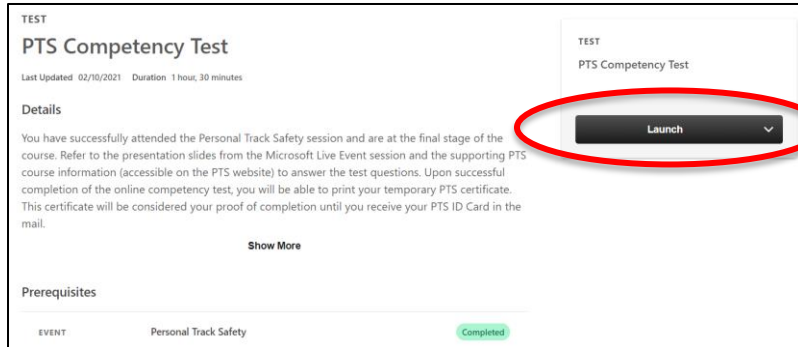 TEST
PTS Competency Test
Last Updated 02/10/2021 Duration 1 hour, 30 minutes
Details
You have successfully attended the Personal Track Safety session and are at the final stage of the
course. Refer to the presentation slides from the Microsoft Live Event session and the supporting PTS
course information (accessible on the PTS website) to answer the test questions. Upon successful
completion of the online competency test, you will be able to print your temporary PTS certificate.
This certificate will be considered your proof of completion until you receive your PTS ID Card in the
mail.
Show More
Prerequisites
EVENT Personal Track Safety Completed
TEST
PTS Competency Test
Launch